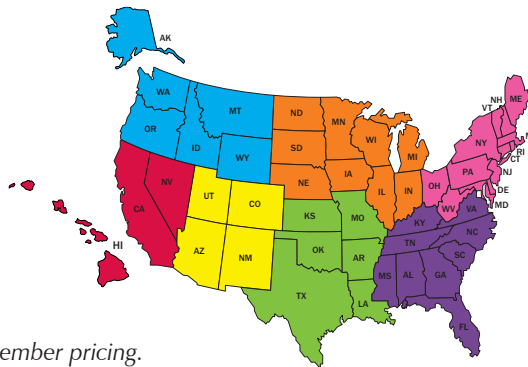 AK
WA
MT
ND
MN
OR
ID
WY
SD
WI
MI
NH
ME
VT
NY
RI
CT
NJ
PA
OH
DE
MD
NE
IA
IL
IN
WV
VA
NV
CA
UT
CO
KS
MO
KY
NC
TN
AZ
NM
OK
AR
SC
MS
AL
GA
TX
LA
FL
HI
ember pricing.